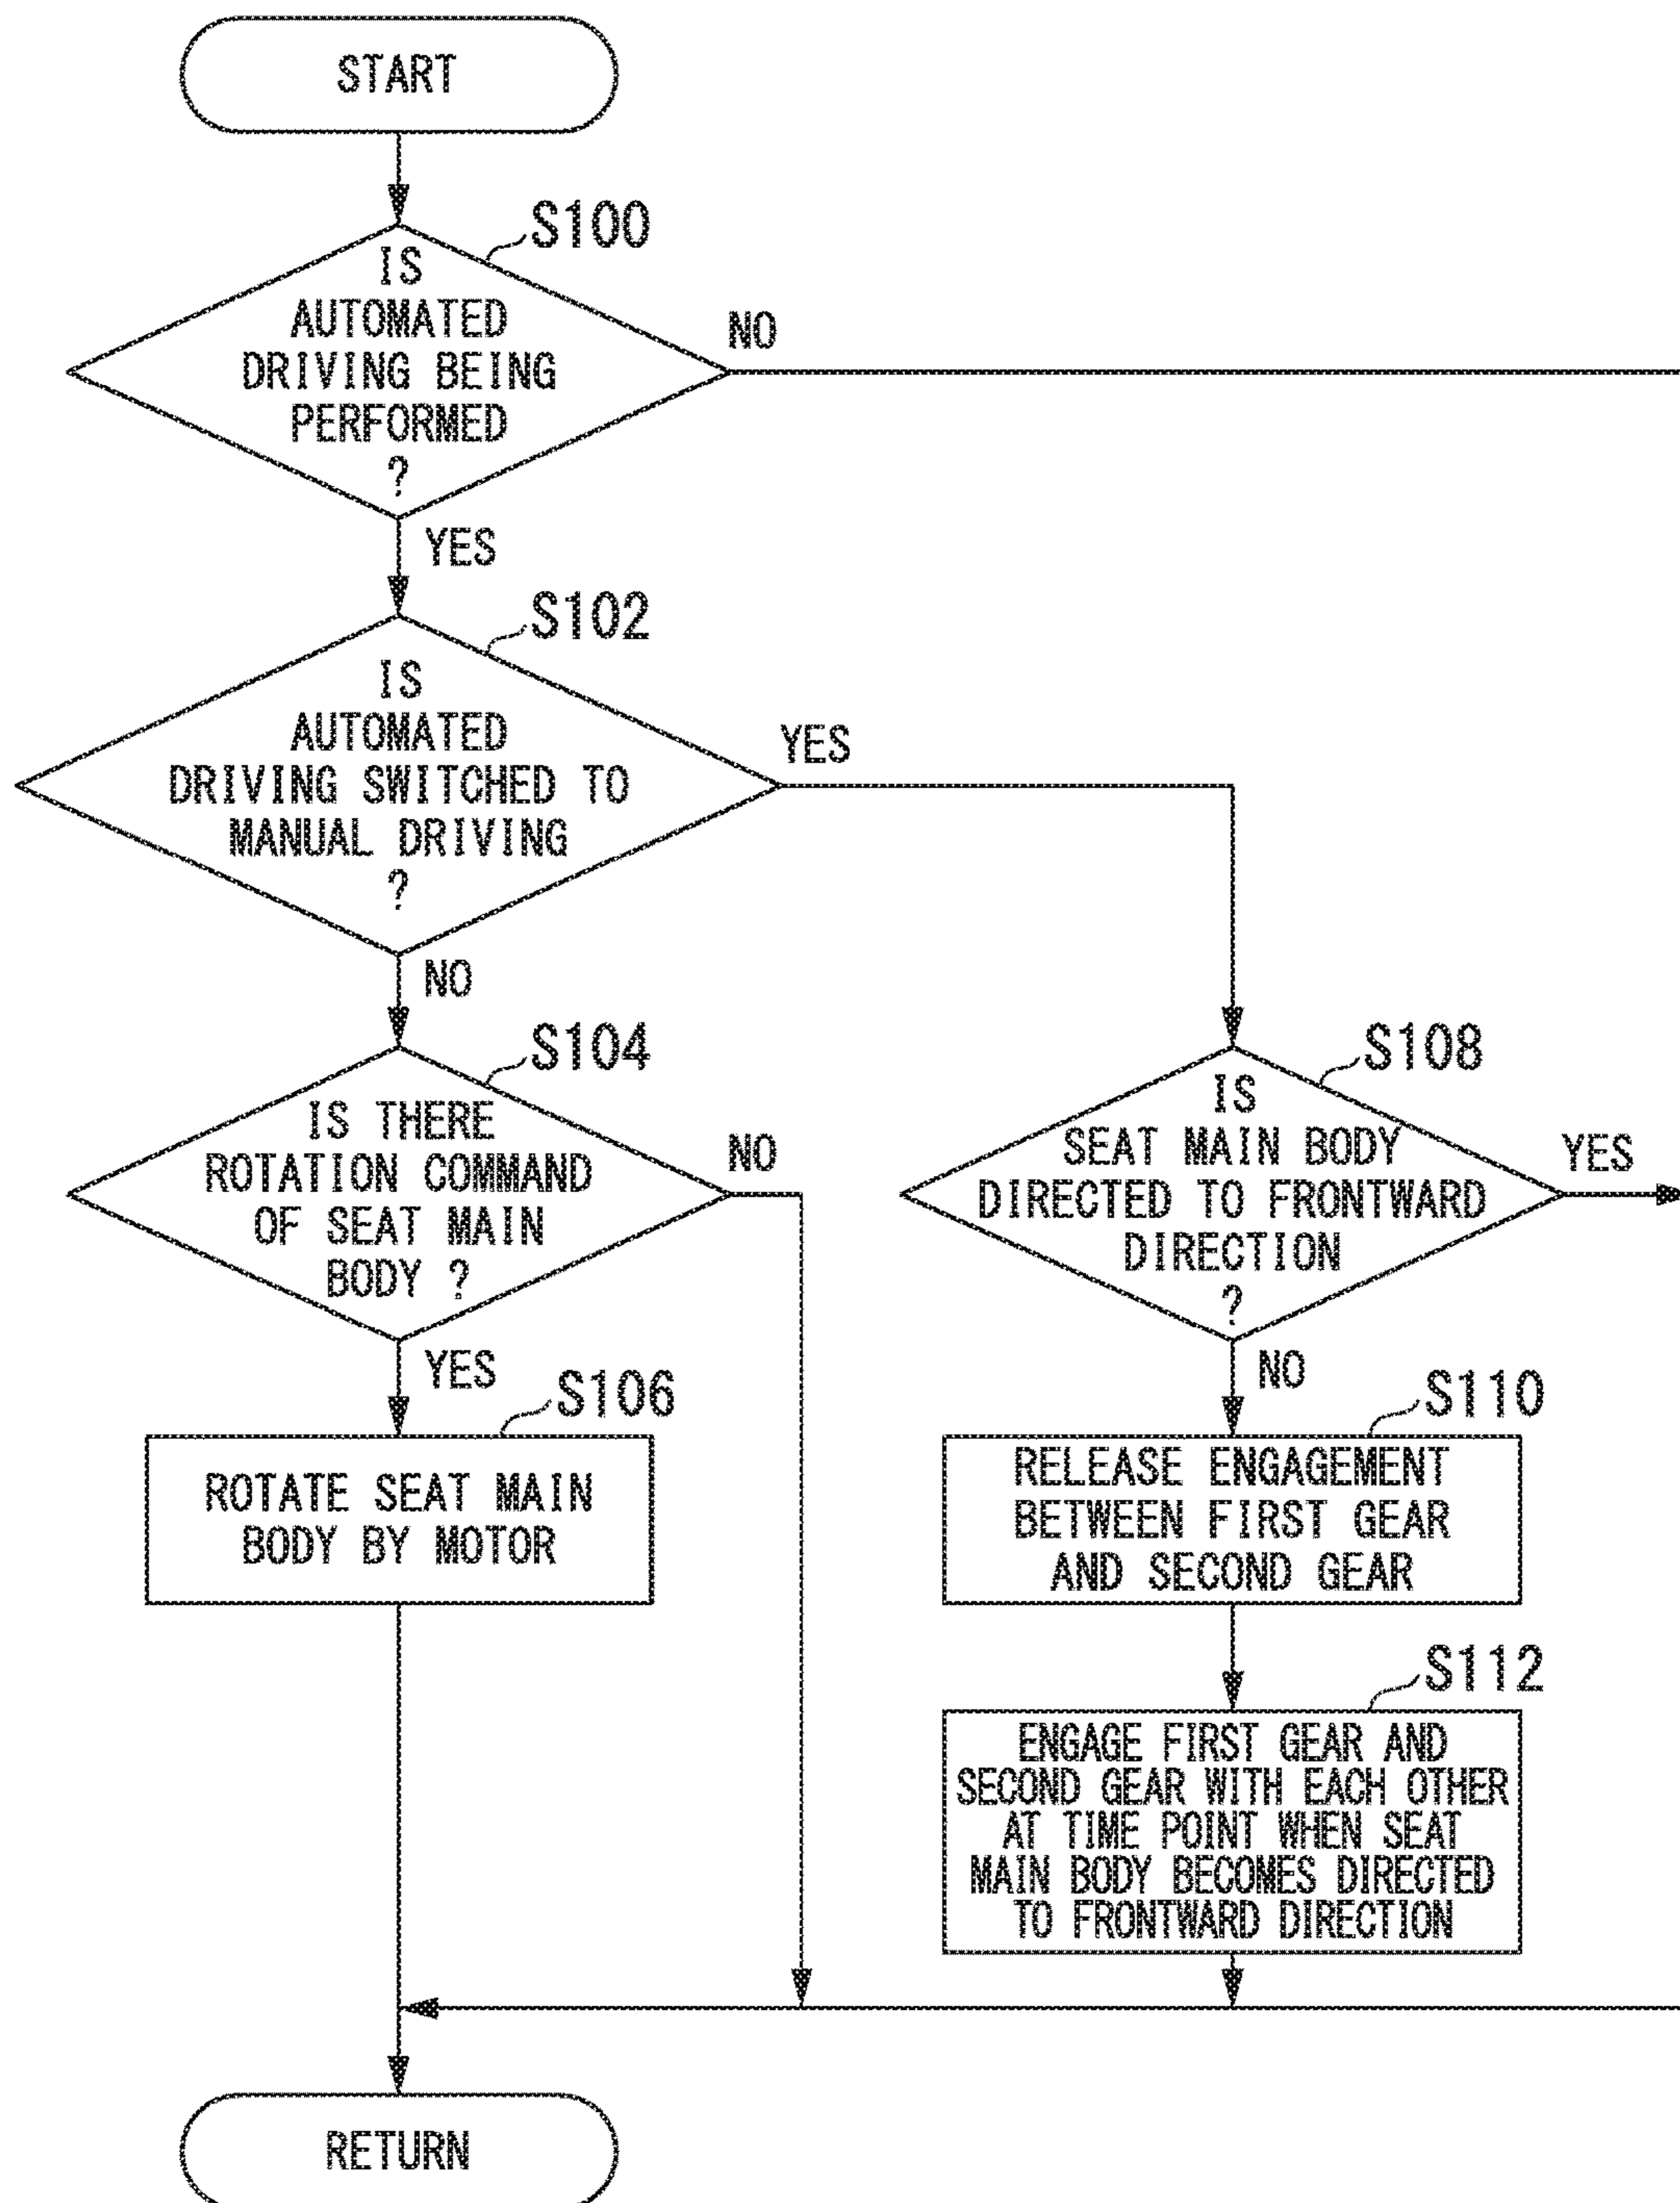 START
S100
IS
AUTOMATED
DRIVING BEING
PERFORMED
?
NO
YES
S102
IS
AUTOMATED
DRIVING SWITCHED TO
MANUAL DRIVING
?
YES
NO
S104
IS THERE
ROTATION COMMAND
OF SEAT MAIN
BODY ?
NO
YES
S106
ROTATE SEAT MAIN
BODY BY MOTOR
S108
IS
SEAT MAIN BODY
DIRECTED TO FRONTWARD
DIRECTION
?
YES
NO
S110
RELEASE ENGAGEMENT
BETWEEN FIRST GEAR
AND SECOND GEAR
S112
ENGAGE FIRST GEAR AND
SECOND GEAR WITH EACH OTHER
AT TIME POINT WHEN SEAT
MAIN BODY BECOMES DIRECTED
TO FRONTWARD DIRECTION
RETURN